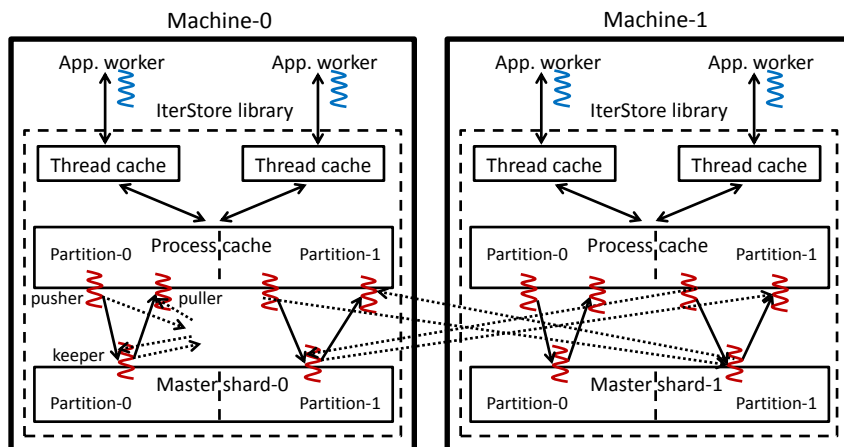 Machine-0
Machine-1
App. worker
App. worker
App. worker
App. worker
IterStore library
IterStore library
Thread cache
Thread cache
Thread cache
Thread cache
Partition-0
Process cache
Partition-1
Partition-0
Process cache
Partition-1
pusher
puller
keeper
Master shard-0
Partition-0
Partition-1
Master shard-1
Partition-0
Partition-1